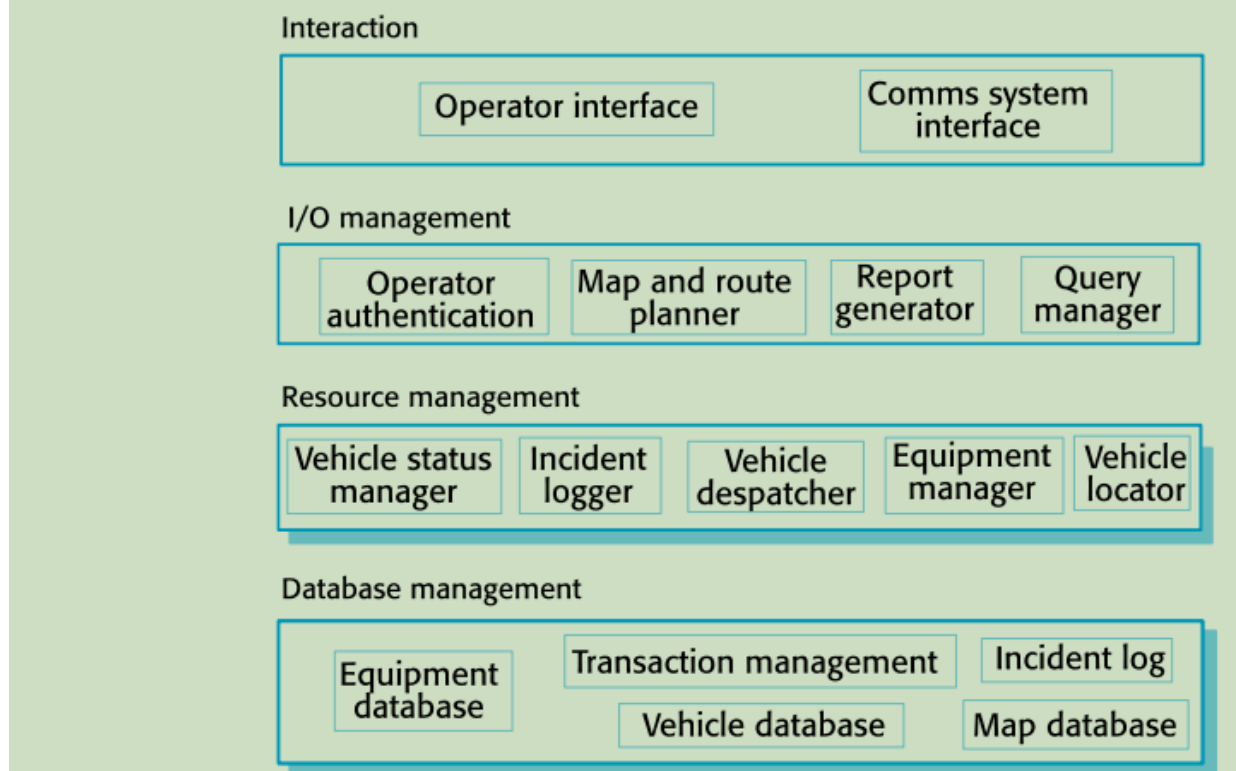 Interaction
Operator interface
Comms system
interface
I/O management
Operator
authentication
Map and route
planner
Report
generator
Query
manager
Resource management
Vehicle status
manager
Incident
logger
Vehicle
despatcher
Equipment
manager
Vehicle
locator
Database management
Equipment
database
Transaction management
Incident log
Vehicle database
Map database